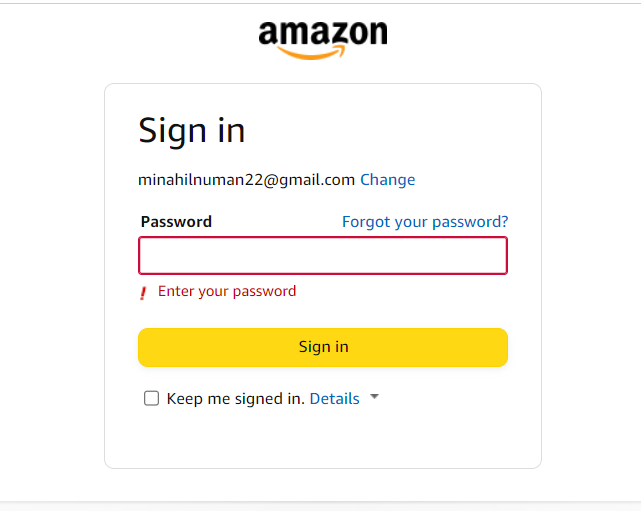 amazon
Sign in
minahilnuman22@gmail.com Change
Password Forgot your password?
! Enter your password
Sign in
Keep me signed in. Details